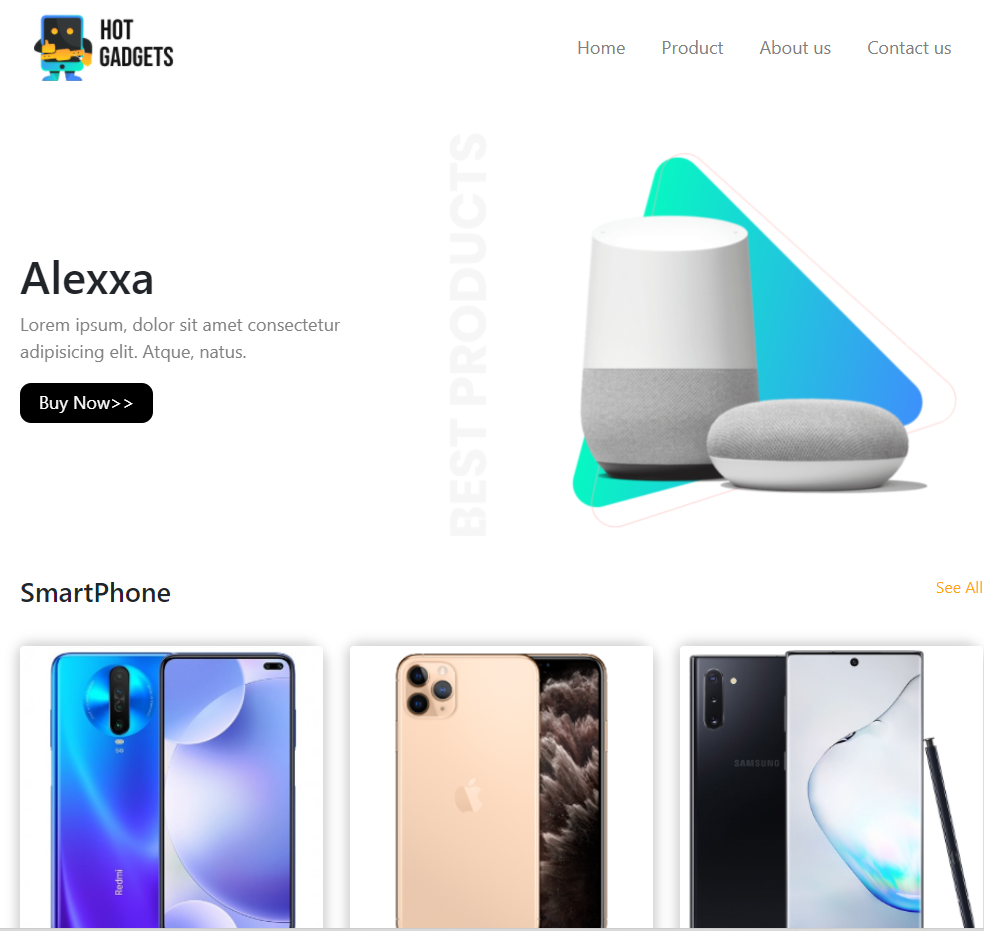 HOT
GADGETS
Home Product About us Contact us
BEST PRODUCTS
Alexxa
Lorem ipsum, dolor sit amet consectetur
adipisicing elit. Atque, natus.
Buy Now>>
SmartPhone
See All
5G
Redmi
SAMSUNG